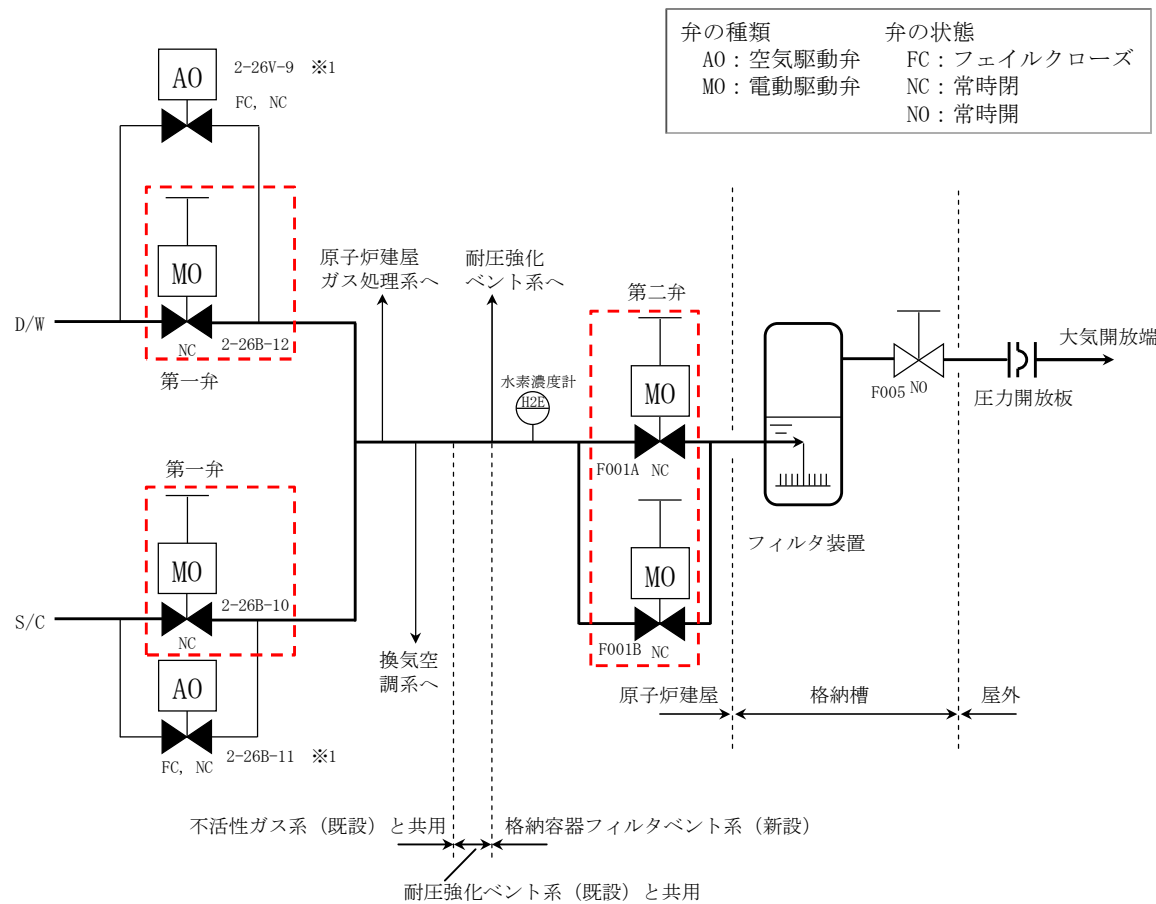 弁の種類
AO:空気駆動弁
MO:電動駆動弁
弁の状態
FC:フェイルクローズ
NC:常時閉
NO:常時開
AO
2-26V-9 ※1
FC, NC
MO
D/W
NC
2-26B-12
第一弁
原子炉建屋
ガス処理系へ
耐圧強化
ベント系へ
第二弁
水素濃度計
H2E
MO
F001A NC
MO
F001B NC
F005 NO
大気開放端
圧力開放板
フィルタ装置
第一弁
MO
2-26B-10
S/C
NC
AO
2-26B-11 ※1
FC, NC
換気空
調系へ
原子炉建屋
格納槽
屋外
不活性ガス系(既設)と共用
格納容器フィルタベント系(新設)
耐圧強化ベント系(既設)と共用